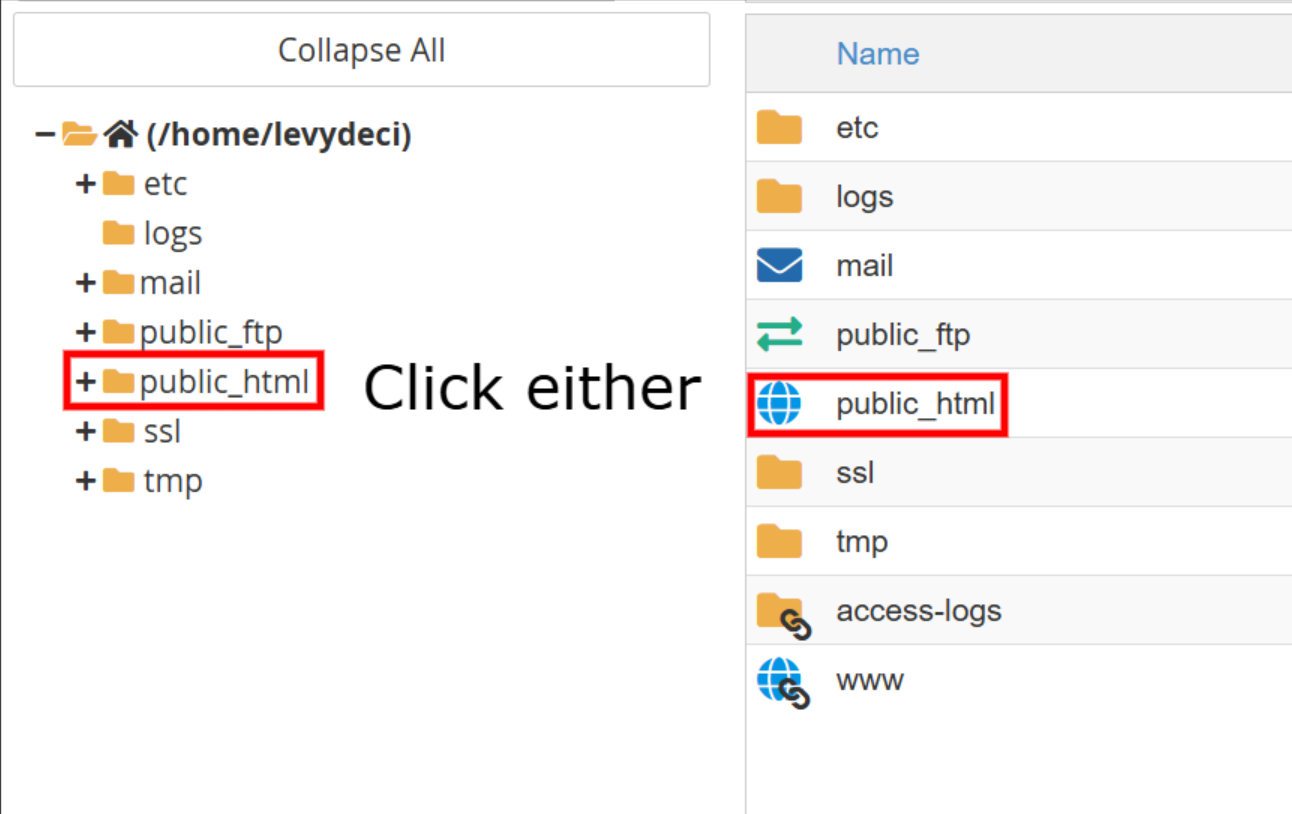 Collapse All
(/home/levydeci)
etc
logs
mail
public_ftp
public_html
ssl
tmp
Click either
Name
etc
logs
mail
public_ftp
public_html
ssl
tmp
access-logs
www